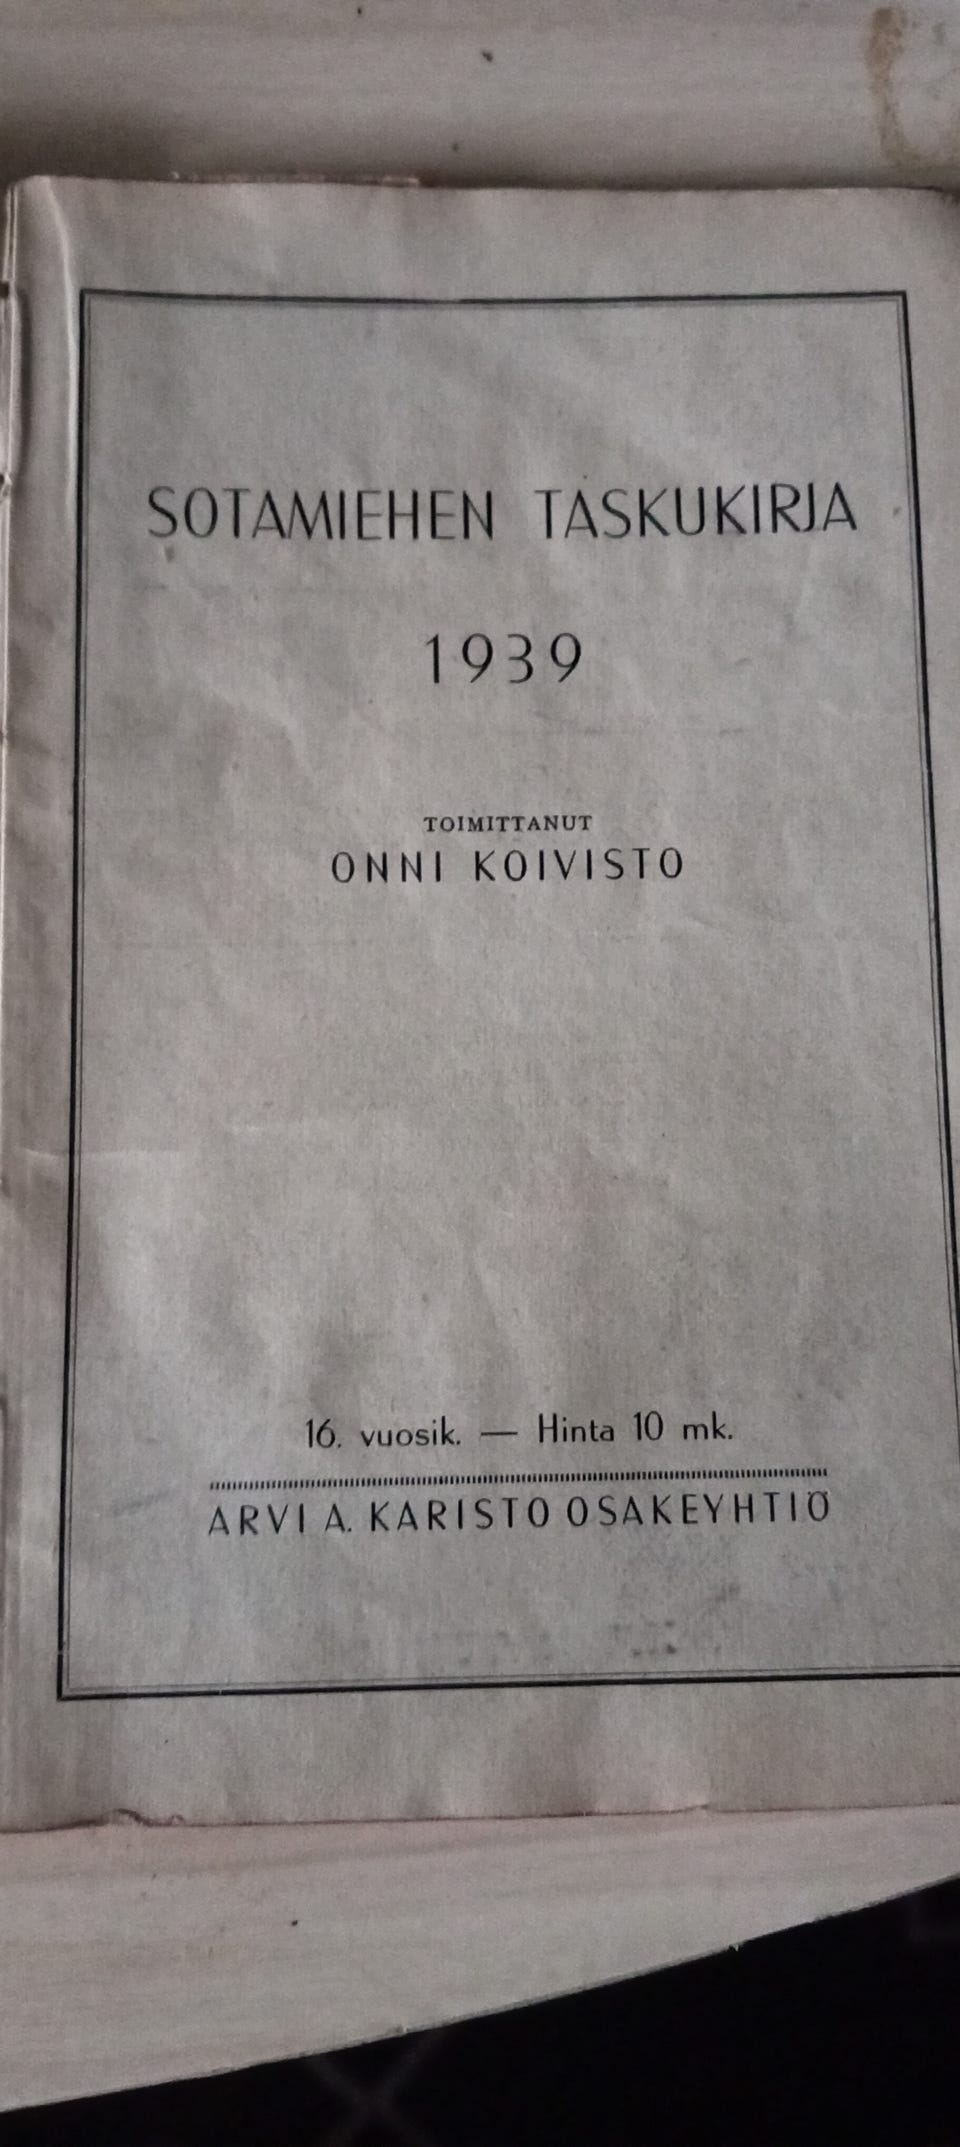 SOTAMIEHEN TASKUKIRJA
1939
TOIMITTANUT
ONNI KOIVISTO
16. vuosik. — Hinta 10 mk.
ARVI A. KARISTO OSAKEYHTIÖ